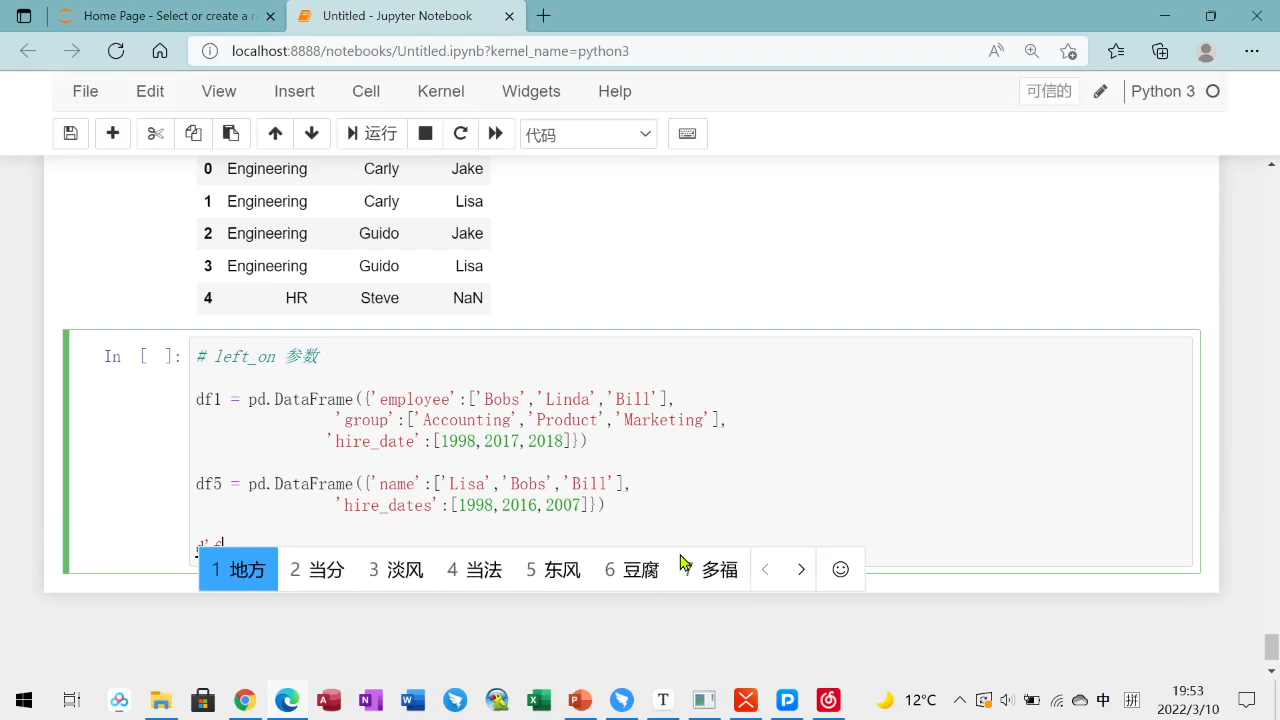 Home Page - Select or create a n
Untitled - Jupyter Notebook
localhost:8888/notebooks/Untitled.ipynb?kernel_name=python3
File Edit View Insert Cell Kernel Widgets Help 可信的 Python 3
运行 代码
0 Engineering Carly Jake
1 Engineering Carly Lisa
2 Engineering Guido Jake
3 Engineering Guido Lisa
4 HR Steve NaN
In [ ]: # left_on 参数
df1 = pd.DataFrame({'employee':['Bobs','Linda','Bill'],
'group':['Accounting','Product','Marketing'],
'hire_date':[1998,2017,2018]})
df5 = pd.DataFrame({'name':['Lisa','Bobs','Bill'],
'hire_dates':[1998,2016,2007]})
d'f
1 地方 2 当分 3 淡风 4 当法 5 东风 6 豆腐 多福
12°C 中 拼 19:53
2022/3/10